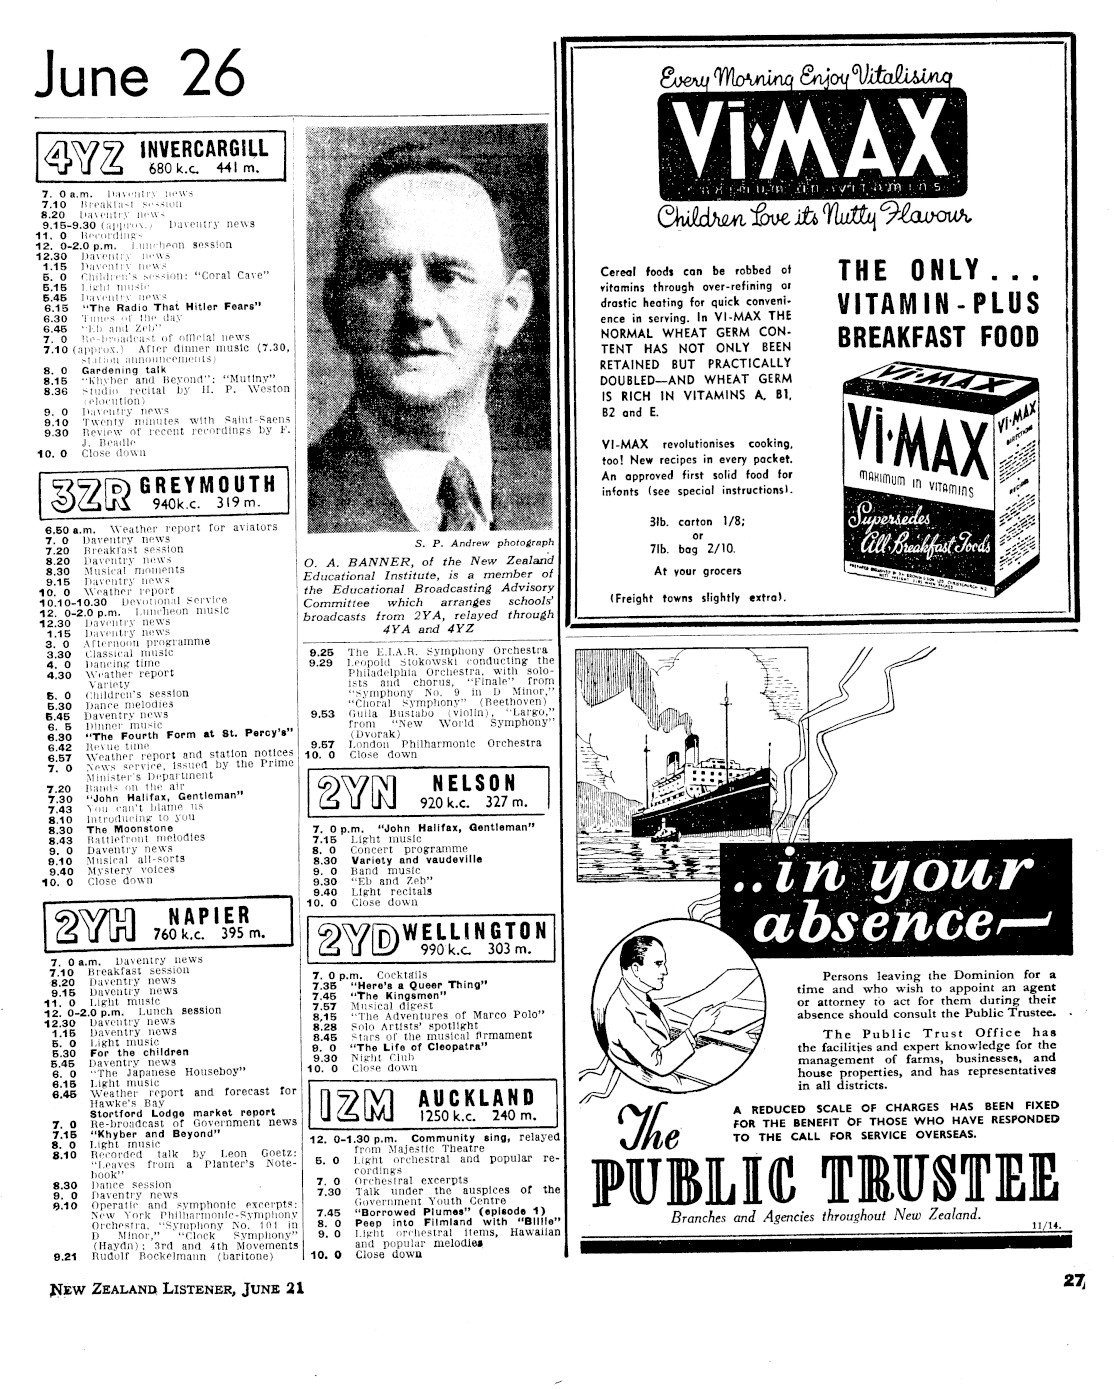 June 26
4YZ INVERCARGILL
680 k.c. 441 m.
7. 0 a.m. Daventry news
7.10 Breakfast session
8.20 Daventry news
9.15-9.30 (approx.) Daventry news
11. 0 Recordings
12. 0-2.0 p.m. Luncheon session
12.30 Daventry news
1.15 Daventry news
5. 0 Children's session: "Coral Cave"
5.15 Light music
5.45 Daventry news
6.15 "The Radio That Hitler Fears"
6.30 Tunes of the day
6.45 "Eb and Zeb"
7. 0 Re-broadcast of official news
7.10 (approx.) After dinner music (7.30,
station announcements)
8. 0 Gardening talk
8.15 "Khyber and Beyond": "Mutiny"
8.36 Studio recital by H. P. Weston
(elocution)
9. 0 Daventry news
9.10 Twenty minutes with Saint-Saens
9.30 Review of recent recordings by F.
J. Beadle
10. 0 Close down
3ZR GREYMOUTH
940k.c. 319 m.
6.50 a.m. Weather report for aviators
7. 0 Daventry news
7.20 Breakfast session
8.20 Daventry news
8.30 Musical moments
9.15 Daventry news
10. 0 Weather report
10.10-10.30 Devotional Service
12. 0-2.0 p.m. Luncheon music
12.30 Daventry news
1.15 Daventry news
3. 0 Afternoon programme
3.30 Classical music
4. 0 Dancing time
4.30 Weather report
Variety
5. 0 Children's session
5.30 Dance melodies
5.45 Daventry news
6. 5 Dinner music
6.30 "The Fourth Form at St. Percy's"
6.42 Revue time
6.57 Weather report and station notices
7. 0 News service, issued by the Prime
Minister's Department
7.20 Bands on the air
7.30 "John Halifax, Gentleman"
7.43 You can't blame us
8.10 Introducing to you
8.30 The Moonstone
8.43 Battlefront melodies
9. 0 Daventry news
9.10 Musical all-sorts
9.40 Mystery voices
10. 0 Close down
2YH NAPIER
760 k.c. 395 m.
7. 0 a.m. Daventry news
7.10 Breakfast session
8.20 Daventry news
9.15 Daventry news
11. 0 Light music
12. 0-2.0 p.m. Lunch session
12.30 Daventry news
1.15 Daventry news
5. 0 Light music
5.30 For the children
5.45 Daventry news
6. 0 "The Japanese Houseboy"
6.15 Light music
6.45 Weather report and forecast for
Hawke's Bay
Stortford Lodge market report
7. 0 Re-broadcast of Government news
7.15 "Khyber and Beyond"
8. 0 Light music
8.10 Recorded talk by Leon Goetz:
"Leaves from a Planter's Note-
book"
8.30 Dance session
9. 0 Daventry news
9.10 Operatic and symphonic excerpts:
New York Philharmonic-Symphony
Orchestra, "Symphony No. 101 in
D Minor," "Clock Symphony"
(Haydn); 3rd and 4th Movements
9.21 Rudolf Bockelmann (baritone)
S. P. Andrew photograph
O. A. BANNER, of the New Zealand
Educational Institute, is a member of
the Educational Broadcasting Advisory
Committee which arranges schools'
broadcasts from 2YA, relayed through
4YA and 4YZ
9.25 The E.I.A.R. Symphony Orchestra
9.29 Leopold Stokowski conducting the
Philadelphia Orchestra, with solo-
ists and chorus, "Finale" from
"Symphony No. 9 in D Minor,"
"Choral Symphony" (Beethoven)
9.53 Guila Bustabo (violin), "Largo,"
from "New World Symphony"
(Dvorak)
9.57 London Philharmonic Orchestra
10. 0 Close down
2YN NELSON
920 k.c. 327 m.
7. 0 p.m. "John Halifax, Gentleman"
7.15 Light music
8. 0 Concert programme
8.30 Variety and vaudeville
9. 0 Band music
9.30 "Eb and Zeb"
9.40 Light recitals
10. 0 Close down
2YD WELLINGTON
990 k.c. 303 m.
7. 0 p.m. Cocktails
7.35 "Here's a Queer Thing"
7.45 "The Kingsmen"
7.57 Musical digest
8.15 "The Adventures of Marco Polo"
8.28 Solo Artists' spotlight
8.45 Stars of the musical firmament
9. 0 "The Life of Cleopatra"
9.30 Night Club
10. 0 Close down
1ZM AUCKLAND
1250 k.c. 240 m.
12. 0-1.30 p.m. Community sing, relayed
from Majestic Theatre
5. 0 Light orchestral and popular re-
cordings
7. 0 Orchestral excerpts
7.30 Talk under the auspices of the
Government Youth Centre
7.45 "Borrowed Plumes" (episode 1)
8. 0 Peep into Filmland with "Billie"
9. 0 Light orchestral items, Hawaiian
and popular melodies
10. 0 Close down
Every Morning Enjoy Vitalising
Vi·MAX
MAXIMUM IN VITAMINS
Children Love its Nutty Flavour
Cereal foods can be robbed of
vitamins through over-refining or
drastic heating for quick conveni-
ence in serving. In VI-MAX THE
NORMAL WHEAT GERM CON-
TENT HAS NOT ONLY BEEN
RETAINED BUT PRACTICALLY
DOUBLED—AND WHEAT GERM
IS RICH IN VITAMINS A, B1,
B2 and E.
VI-MAX revolutionises cooking,
too! New recipes in every packet.
An approved first solid food for
infants (see special instructions).
3lb. carton 1/8;
or
7lb. bag 2/10.
At your grocers
(Freight towns slightly extra).
THE ONLY...
VITAMIN-PLUS
BREAKFAST FOOD
Vi·MAX
Vi·MAX
MAXIMUM IN VITAMINS
Supersedes
All Breakfast Foods
Vi·MAX
DIRECTIONS
..in your
absence—
Persons leaving the Dominion for a
time and who wish to appoint an agent
or attorney to act for them during their
absence should consult the Public Trustee.
The Public Trust Office has
the facilities and expert knowledge for the
management of farms, businesses, and
house properties, and has representatives
in all districts.
A REDUCED SCALE OF CHARGES HAS BEEN FIXED
FOR THE BENEFIT OF THOSE WHO HAVE RESPONDED
TO THE CALL FOR SERVICE OVERSEAS.
The
PUBLIC TRUSTEE
Branches and Agencies throughout New Zealand.
11/14.
NEW ZEALAND LISTENER, JUNE 21
27